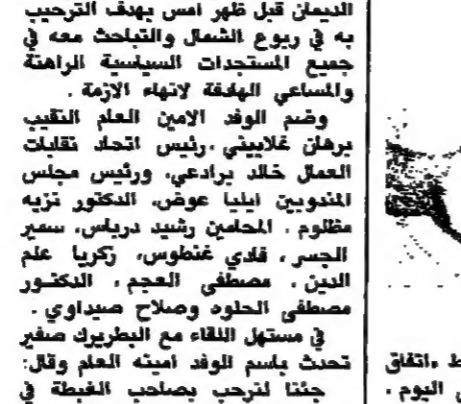 الديمان قبل ظهر امس بهدف الترحيب
به في ربوع الشمال والتباحث معه في
جميع المستجدات السياسية الراهنة
والمساعي الهادفة لانهاء الازمة .
وضم الوفد الامين العام النقيب
برهان غلاييني ،رئيس اتحاد نقابات
العمال خالد برادعي، ورئيس مجلس
المندوبين ايليا عوض، الدكتور نزيه
مظلوم ، المحامين رشيد درباس، سمير
الجسر ، فادي غنطوس، زكريا علم
الدين ، مصطفى العجم ، الدكتور
مصطفى الحلوه وصلاح صيداوي .
في مستهل اللقاء مع البطريرك صفير
تحدث باسم الوفد امينه العام وقال:
جئنا لنرحب بصاحب الغبطة في
ط ،اتفاق
اليوم .